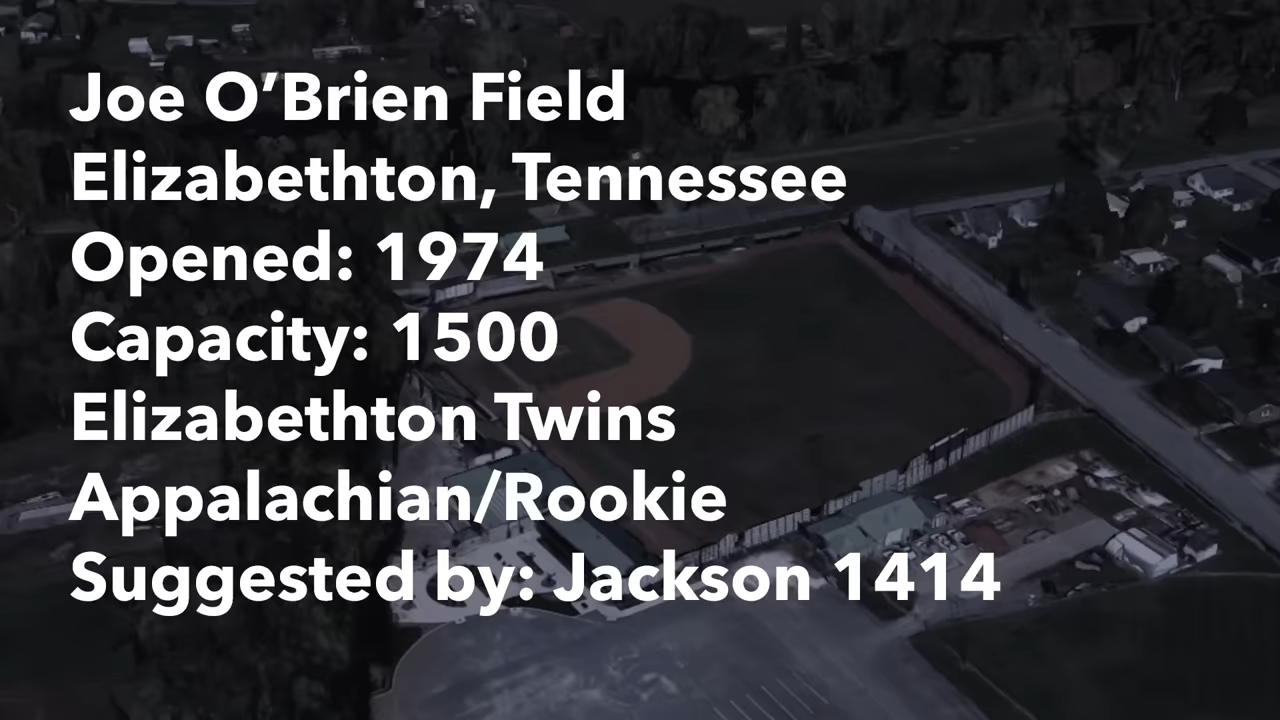 Joe O’Brien Field
Elizabethton, Tennessee
Opened: 1974
Capacity: 1500
Elizabethton Twins
Appalachian/Rookie
Suggested by: Jackson 1414